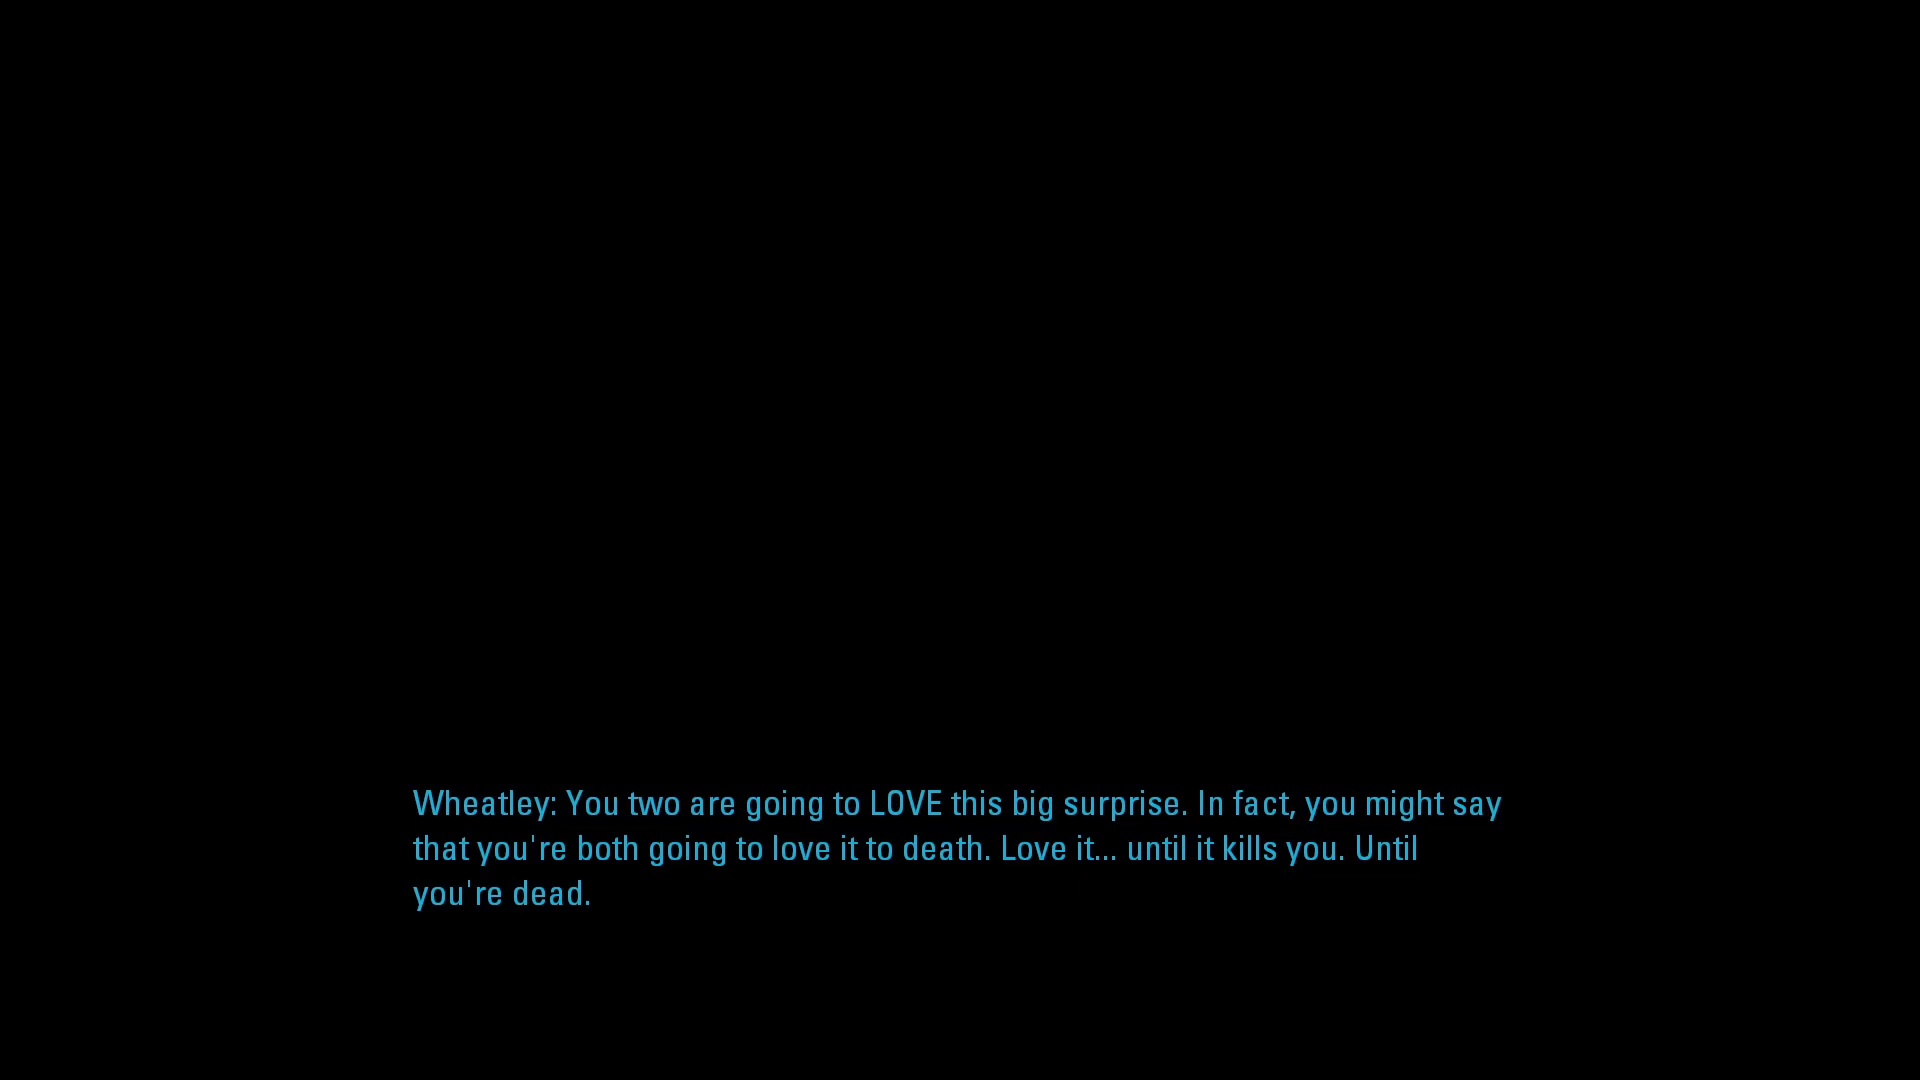 Wheatley: You two are going to LOVE this big surprise. In fact, you might say
that you're both going to love it to death. Love it... until it kills you. Until
you're dead.